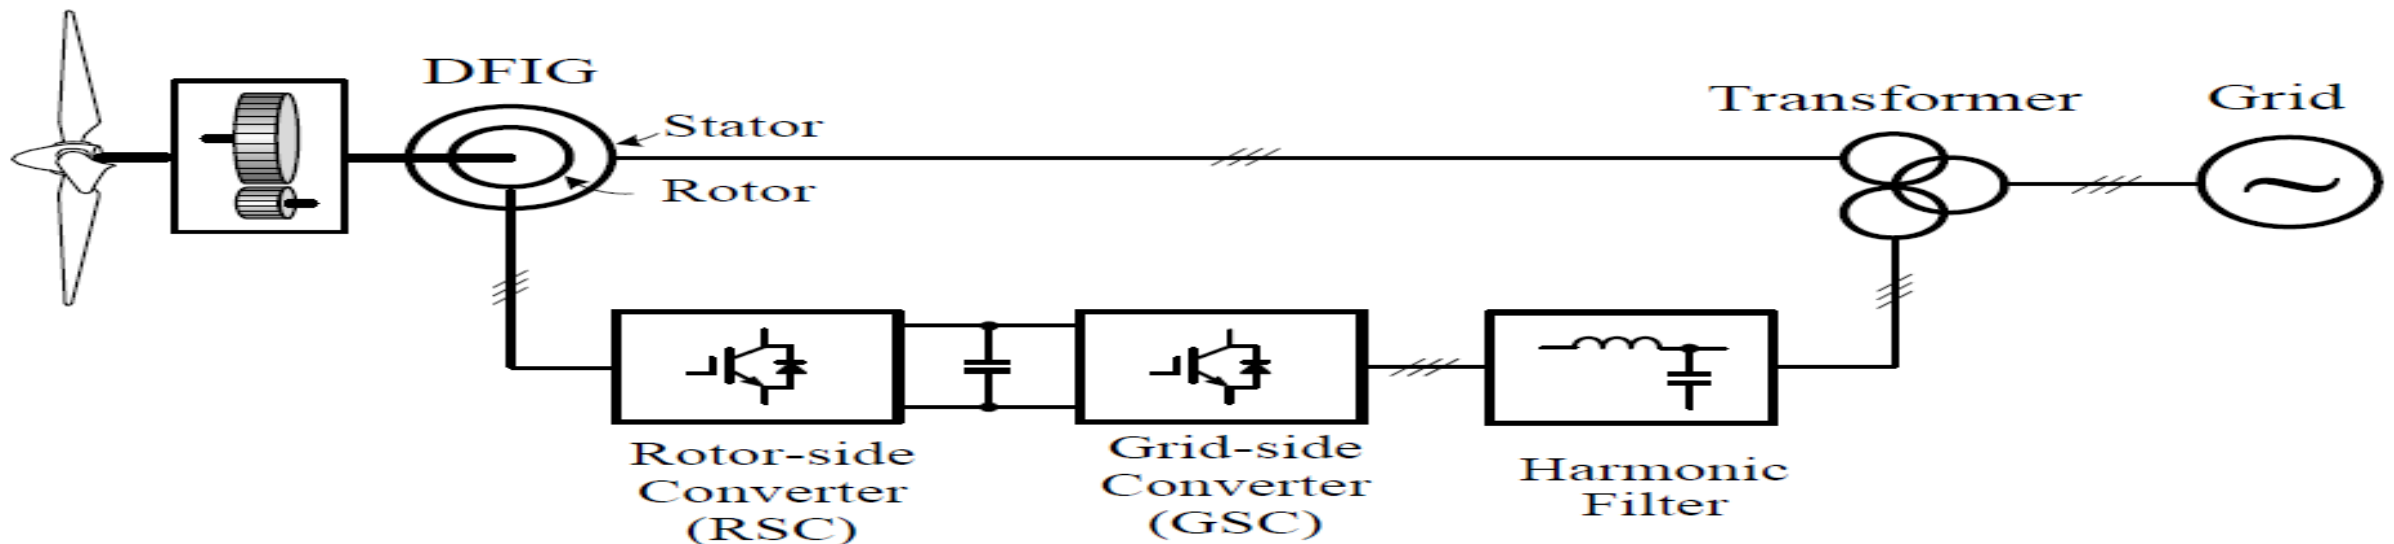 DFIG
Stator
Rotor
Transformer
Grid
Rotor-side
Converter
(RSC)
Grid-side
Converter
(GSC)
Harmonic
Filter